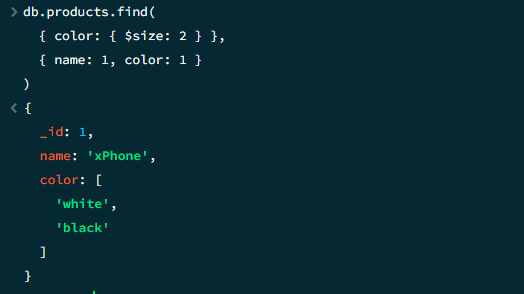 > db.products.find(
{ color: { $size: 2 } },
{ name: 1, color: 1 }
)
< {
_id: 1,
name: 'xPhone',
color: [
'white',
'black'
]
}